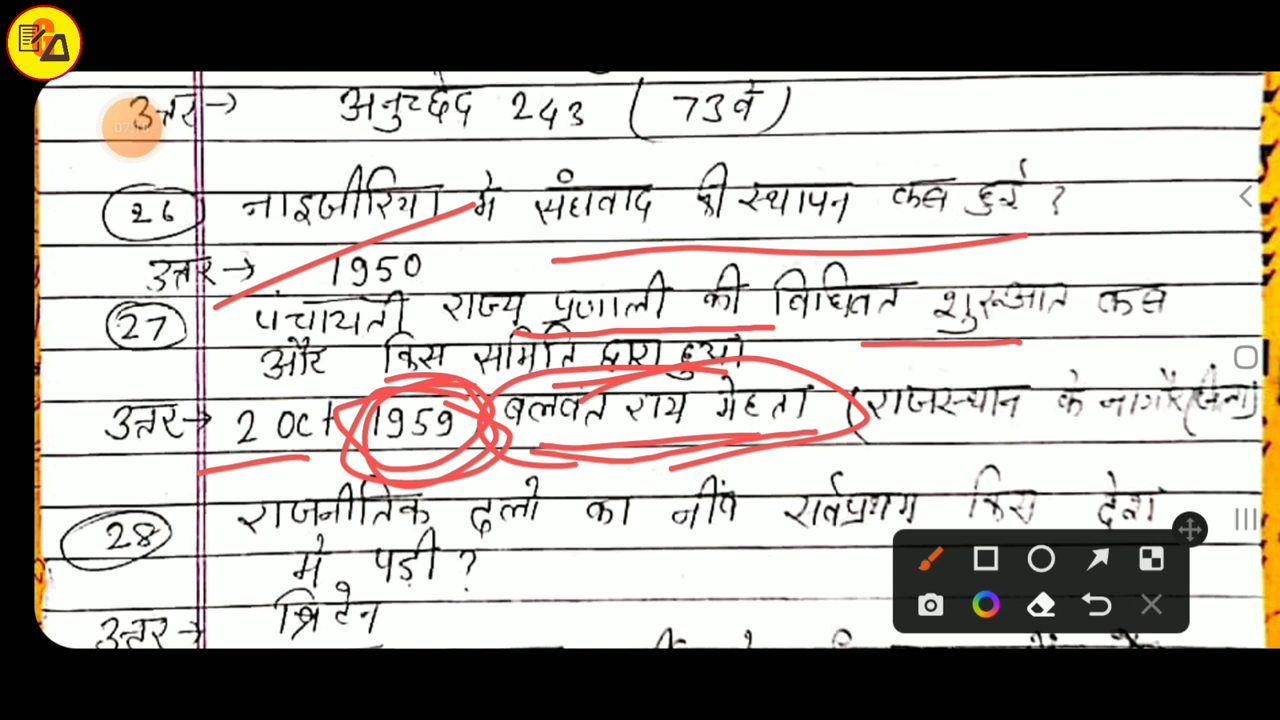 उत्तर→ अनुच्छेद 243 (73वे)
26 नाइजीरिया मे संघवाद की स्थापन कब हुई ?
उत्तर→ 1950
27 पंचायती राज्य प्रणाली की विधिवत शुरूआत कब
और किस समिति द्वारा हुआ
उत्तर→ 2 Oct 1959 बलवंत राय मेहता (राजस्थान के नागौर जिला)
28 राजनीतिक दलो का नींव सर्वप्रथम किस देश
मे पड़ी ?
उत्तर→ ब्रिटेन